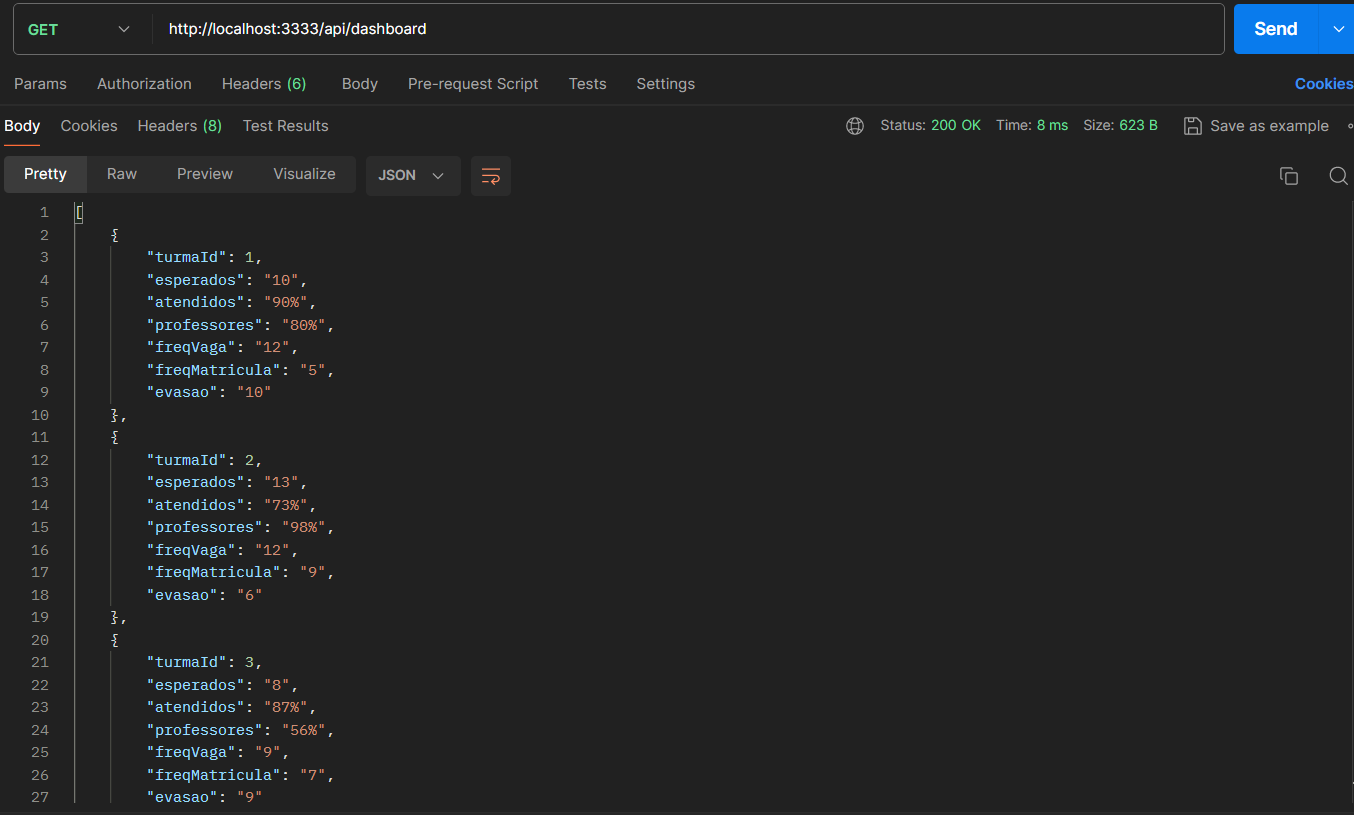 GET http://localhost:3333/api/dashboard Send
Params Authorization Headers (6) Body Pre-request Script Tests Settings Cookies
Body Cookies Headers (8) Test Results Status: 200 OK Time: 8 ms Size: 623 B Save as example
Pretty Raw Preview Visualize JSON
1 [
2 {
3 "turmaId": 1,
4 "esperados": "10",
5 "atendidos": "90%",
6 "professores": "80%",
7 "freqVaga": "12",
8 "freqMatricula": "5",
9 "evasao": "10"
10 },
11 {
12 "turmaId": 2,
13 "esperados": "13",
14 "atendidos": "73%",
15 "professores": "98%",
16 "freqVaga": "12",
17 "freqMatricula": "9",
18 "evasao": "6"
19 },
20 {
21 "turmaId": 3,
22 "esperados": "8",
23 "atendidos": "87%",
24 "professores": "56%",
25 "freqVaga": "9",
26 "freqMatricula": "7",
27 "evasao": "9"